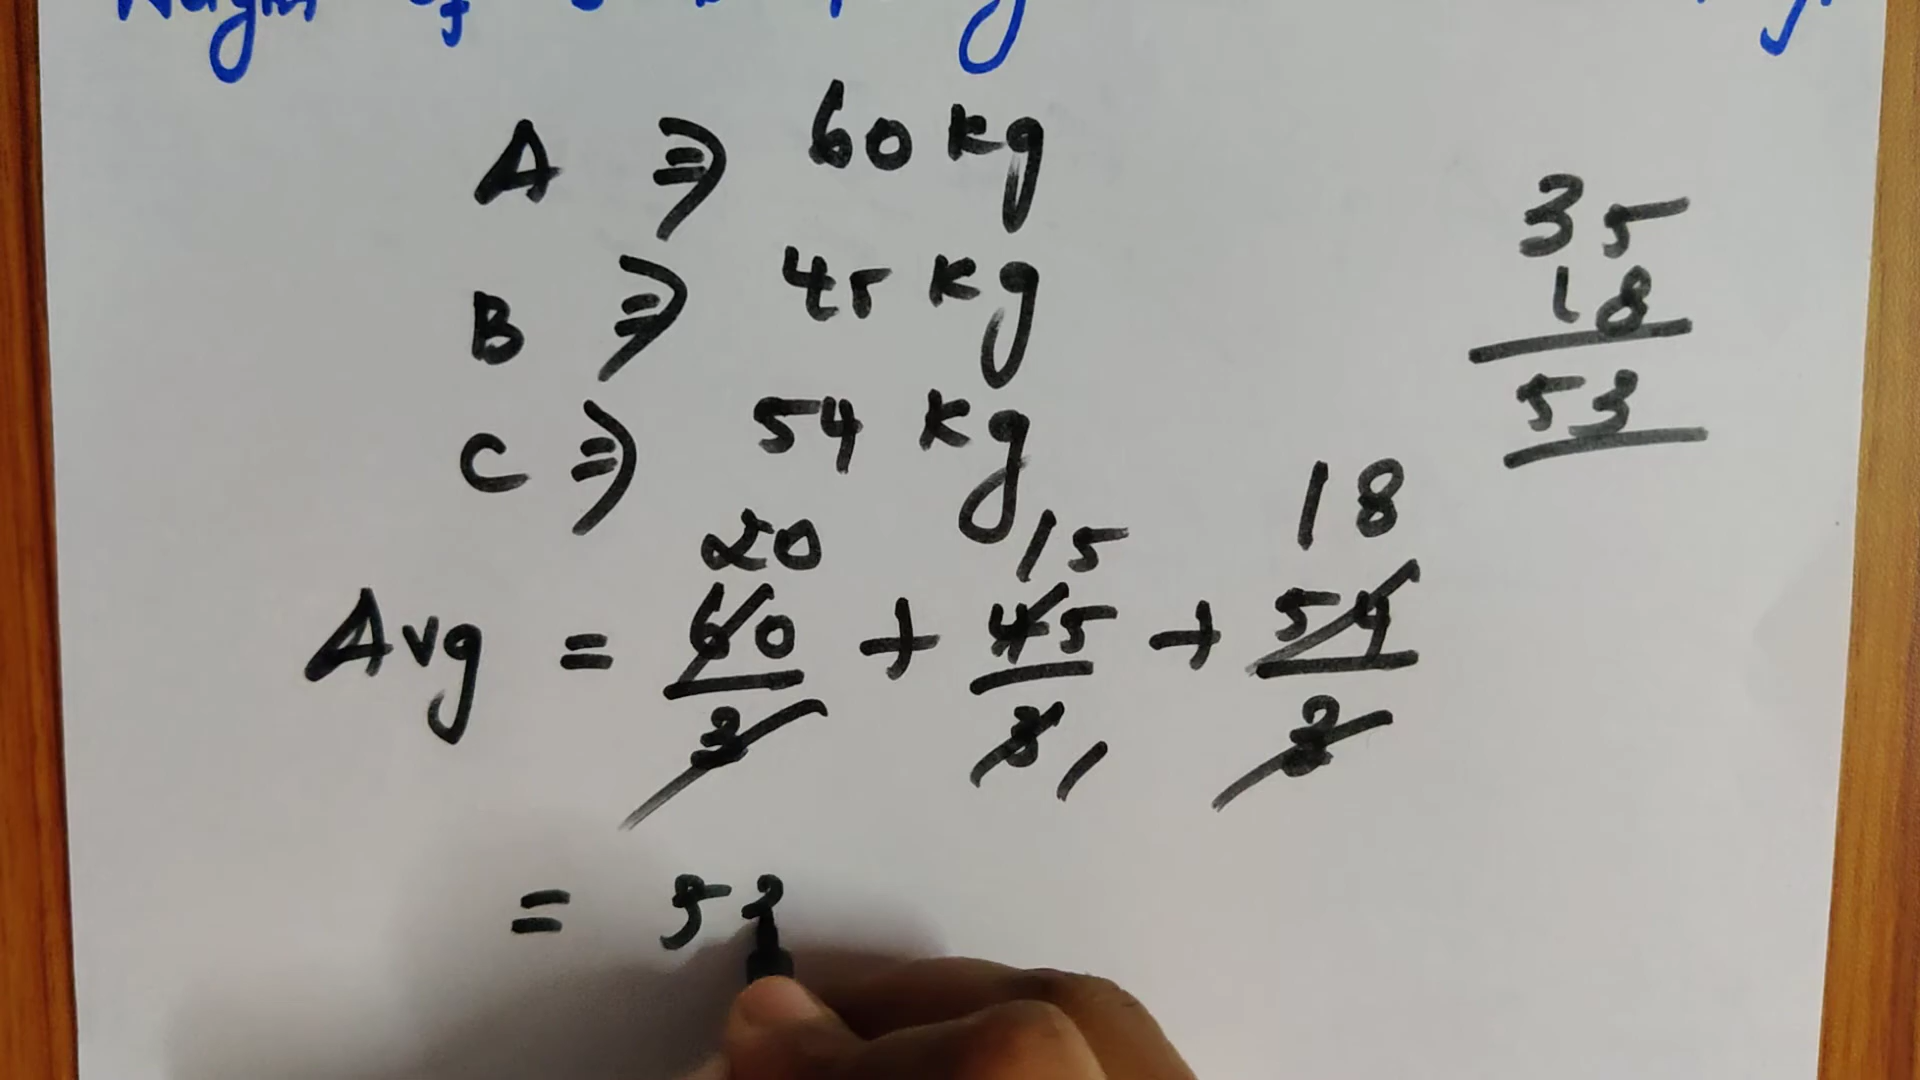 A ⇒ 60 kg
B ⇒ 45 kg
C ⇒ 54 kg
35
18
53
20 15 18
Avg = 60 + 45 + 54
3 3 1 3
= 53